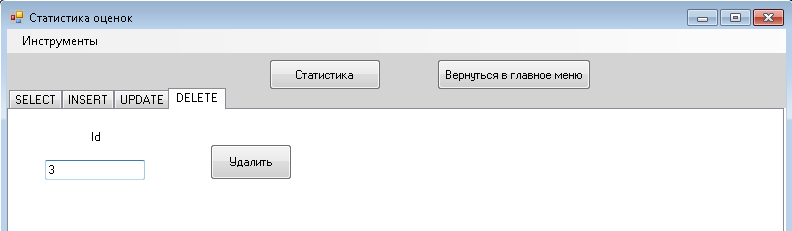 Статистика оценок
Инструменты
Статистика
Вернуться в главное меню
SELECT INSERT UPDATE DELETE
Id
3
Удалить